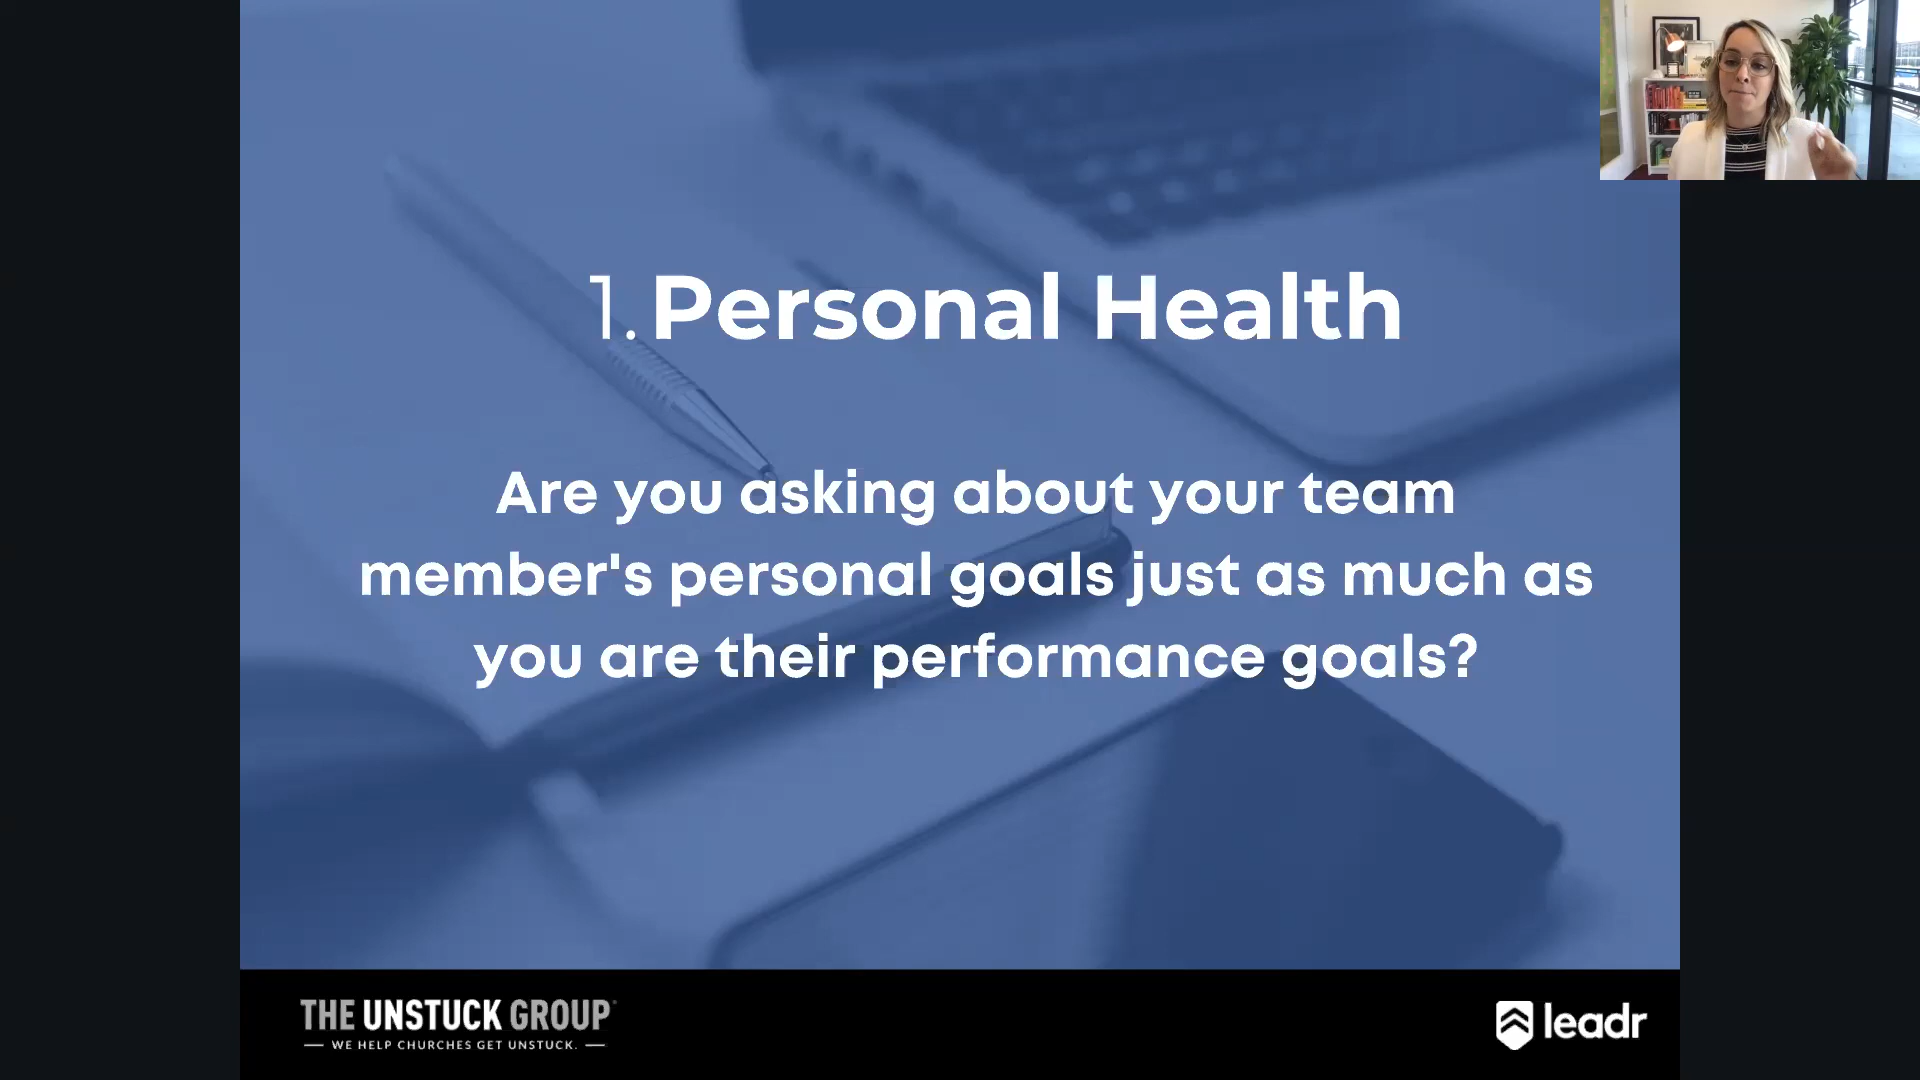 1. Personal Health
Are you asking about your team
member's personal goals just as much as
you are their performance goals?
THE UNSTUCK GROUP
— WE HELP CHURCHES GET UNSTUCK. —
leadr